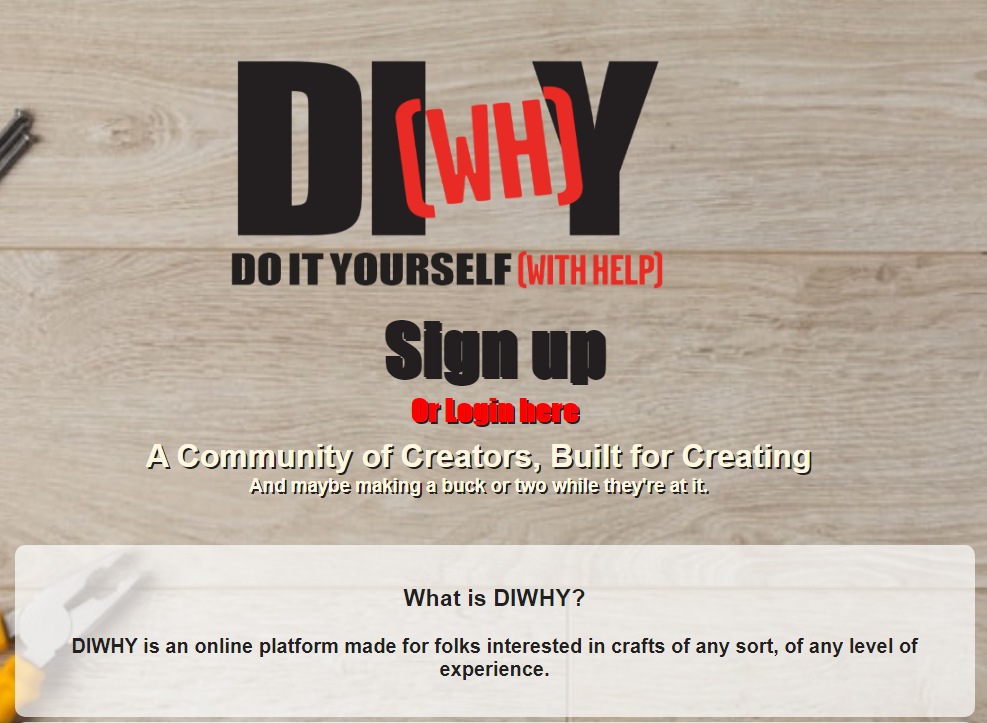 DI(WH)Y
DO IT YOURSELF (WITH HELP)
Sign up
Or Login here
A Community of Creators, Built for Creating
And maybe making a buck or two while they're at it.
What is DIWHY?
DIWHY is an online platform made for folks interested in crafts of any sort, of any level of
experience.